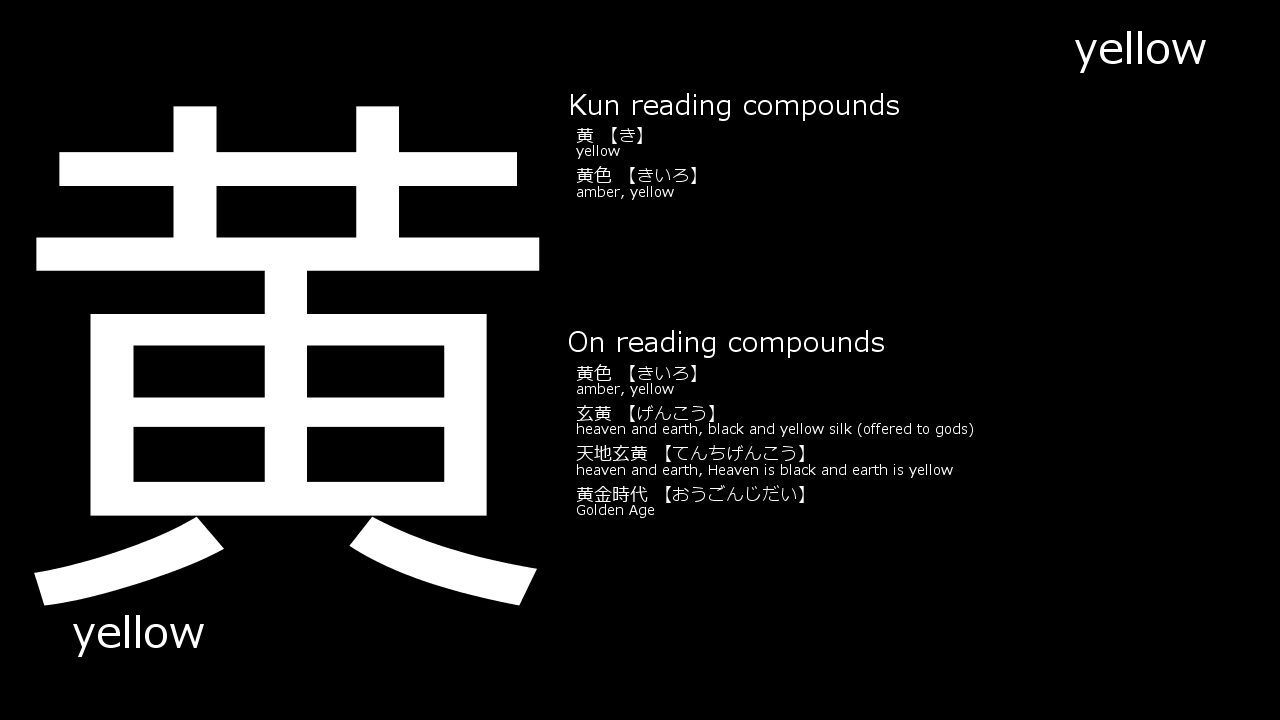 yellow
黄
yellow
Kun reading compounds
黄 【き】
yellow
黄色 【きいろ】
amber, yellow
On reading compounds
黄色 【きいろ】
amber, yellow
玄黄 【げんこう】
heaven and earth, black and yellow silk (offered to gods)
天地玄黄 【てんちげんこう】
heaven and earth, Heaven is black and earth is yellow
黄金時代 【おうごんじだい】
Golden Age